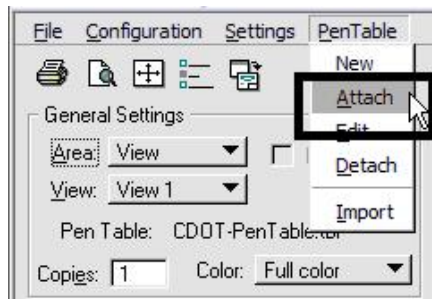 File Configuration Settings PenTable
New
Attach
Edit
Detach
Import
General Settings
Area: View
View: View 1
Pen Table: CDOT-PenTable.tbl
Copies: 1 Color: Full color